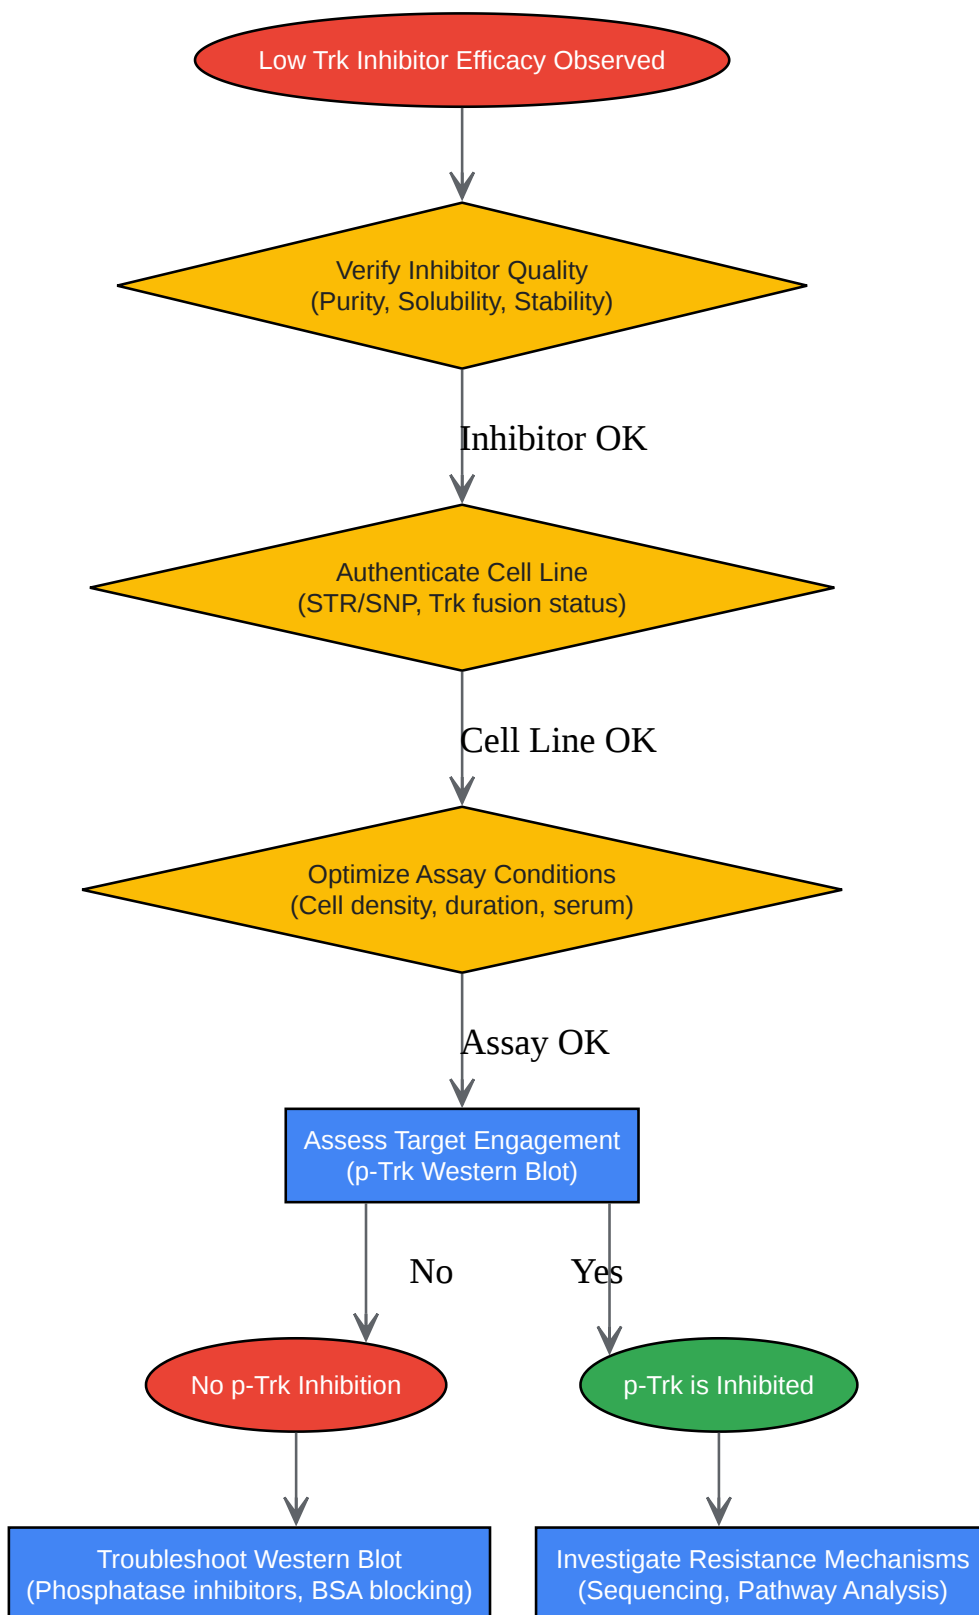 Low Trk Inhibitor Efficacy Observed
Verify Inhibitor Quality
(Purity, Solubility, Stability)
Inhibitor OK
Authenticate Cell Line
(STR/SNP, Trk fusion status)
Cell Line OK
Optimize Assay Conditions
(Cell density, duration, serum)
Assay OK
Assess Target Engagement
(p-Trk Western Blot)
No
Yes
No p-Trk Inhibition
p-Trk is Inhibited
Troubleshoot Western Blot
(Phosphatase inhibitors, BSA blocking)
Investigate Resistance Mechanisms
(Sequencing, Pathway Analysis)